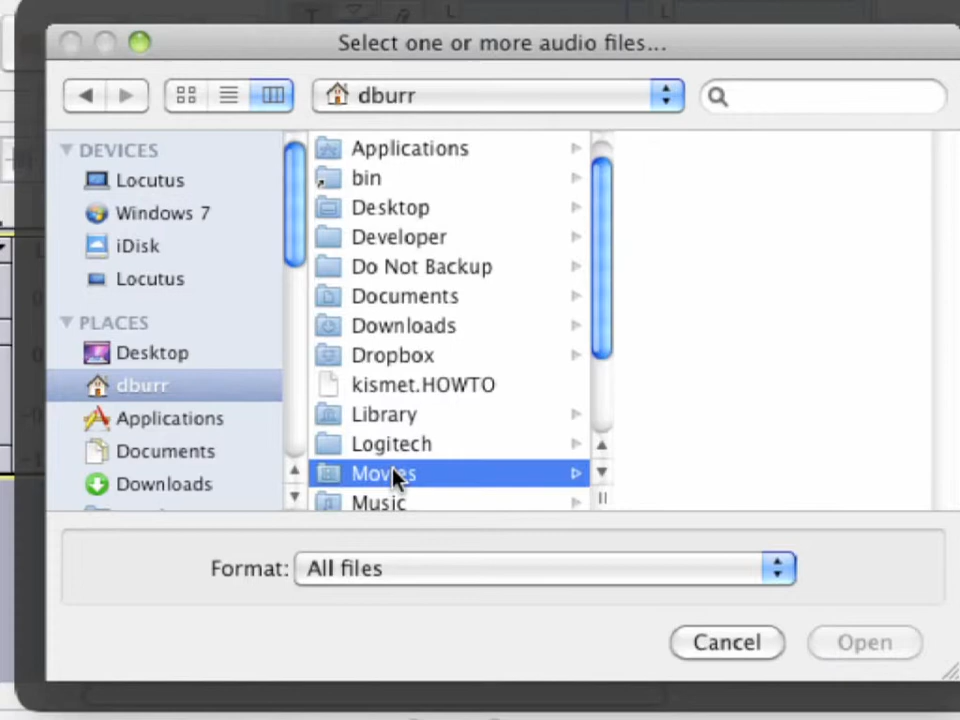 Select one or more audio files...
dburr
DEVICES
Locutus
Windows 7
iDisk
Locutus
PLACES
Desktop
dburr
Applications
Documents
Downloads
Applications
bin
Desktop
Developer
Do Not Backup
Documents
Downloads
Dropbox
kismet.HOWTO
Library
Logitech
Movies
Music
Format: All files
Cancel Open